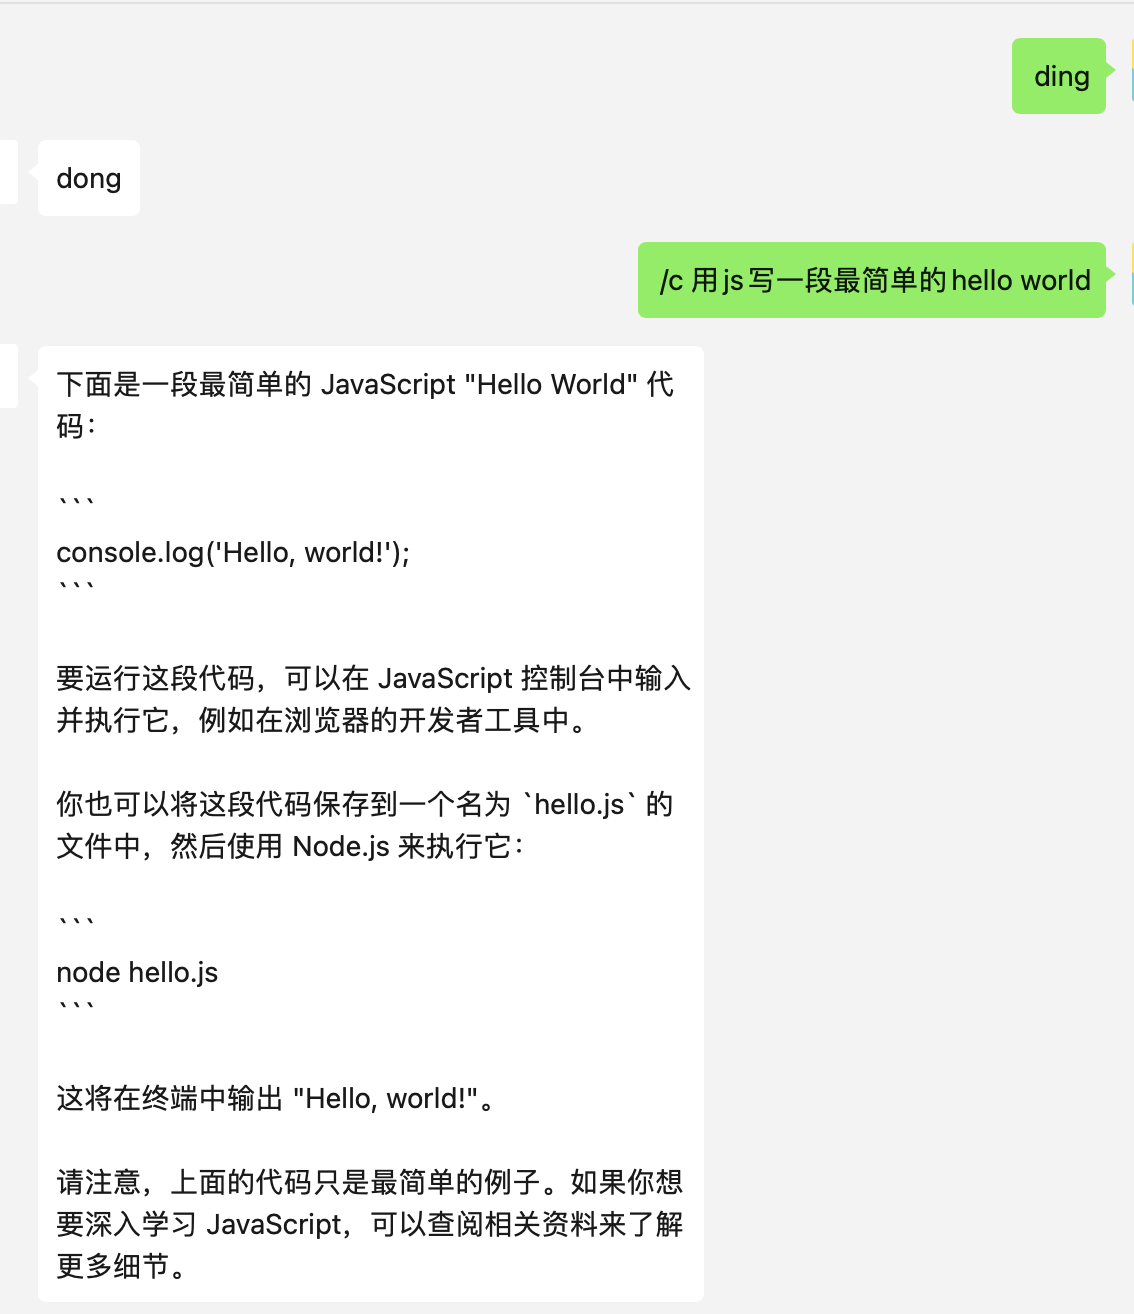 ding
dong
/c 用js写一段最简单的hello world
下面是一段最简单的 JavaScript "Hello World" 代
码：
```
console.log('Hello, world!');
```
要运行这段代码，可以在 JavaScript 控制台中输入
并执行它，例如在浏览器的开发者工具中。
你也可以将这段代码保存到一个名为 `hello.js` 的
文件中，然后使用 Node.js 来执行它：
```
node hello.js
```
这将在终端中输出 "Hello, world!"。
请注意，上面的代码只是最简单的例子。如果你想
要深入学习 JavaScript，可以查阅相关资料来了解
更多细节。